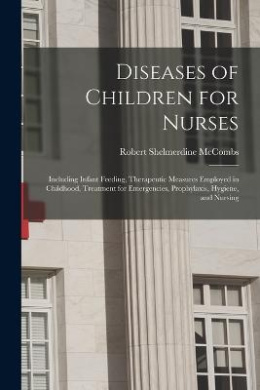 Diseases of
Children for
Nurses
Robert Shelmerdine McCombs
Including Infant Feeding, Therapeutic Measures Employed in
Childhood, Treatment for Emergencies, Prophylaxis, Hygiene,
and Nursing